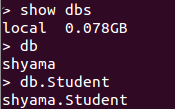 > show dbs
local  0.078GB
> db
shyama
> db.Student
shyama.Student